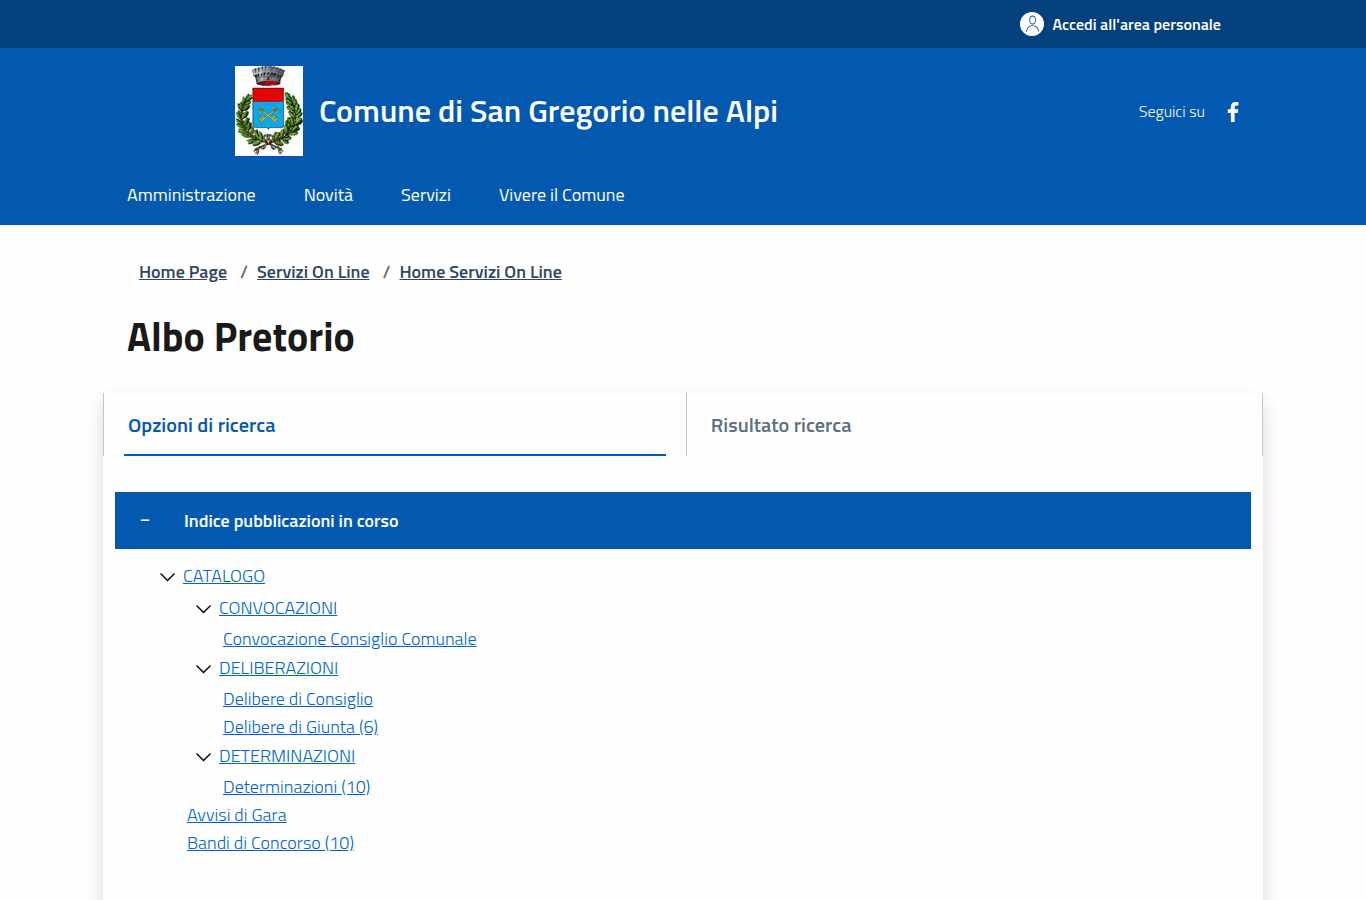 Accedi all'area personale
Comune di San Gregorio nelle Alpi
Seguici su
Amministrazione Novità Servizi Vivere il Comune
Home Page / Servizi On Line / Home Servizi On Line
Albo Pretorio
Opzioni di ricerca Risultato ricerca
Indice pubblicazioni in corso
CATALOGO
CONVOCAZIONI
Convocazione Consiglio Comunale
DELIBERAZIONI
Delibere di Consiglio
Delibere di Giunta (6)
DETERMINAZIONI
Determinazioni (10)
Avvisi di Gara
Bandi di Concorso (10)